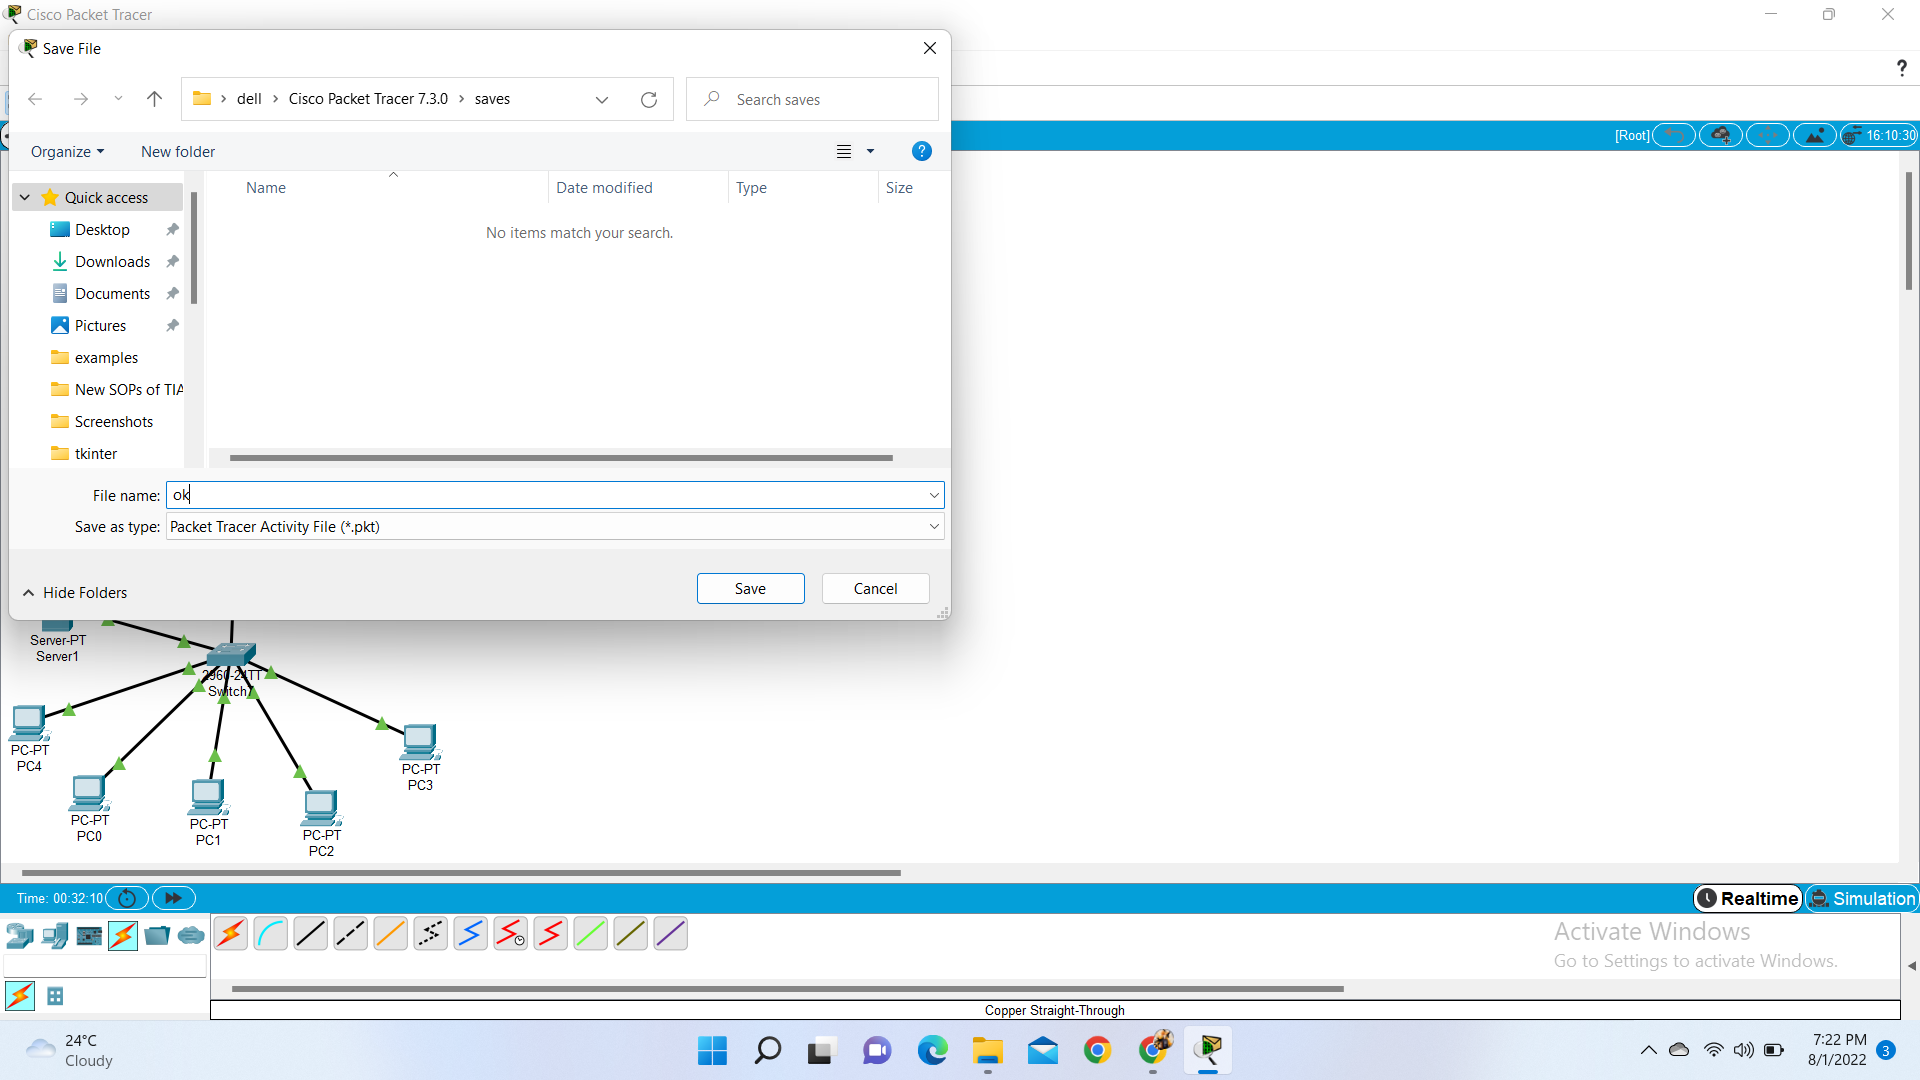 Cisco Packet Tracer
Save File
dell > Cisco Packet Tracer 7.3.0 > saves
Search saves
Organize
New folder
?
?
[Root]
16:10:30
Name
Date modified
Type
Size
Quick access
No items match your search.
Desktop
Downloads
Documents
Pictures
examples
New SOPs of TIA
Screenshots
tkinter
File name: ok
Save as type: Packet Tracer Activity File (*.pkt)
Hide Folders
Save
Cancel
Server-PT
Server1
2960-24TT
Switch
PC-PT
PC4
PC-PT
PC0
PC-PT
PC1
PC-PT
PC2
PC-PT
PC3
Time: 00:32:10
Realtime
Simulation
Activate Windows
Go to Settings to activate Windows.
Copper Straight-Through
24°C
Cloudy
7:22 PM
8/1/2022
3